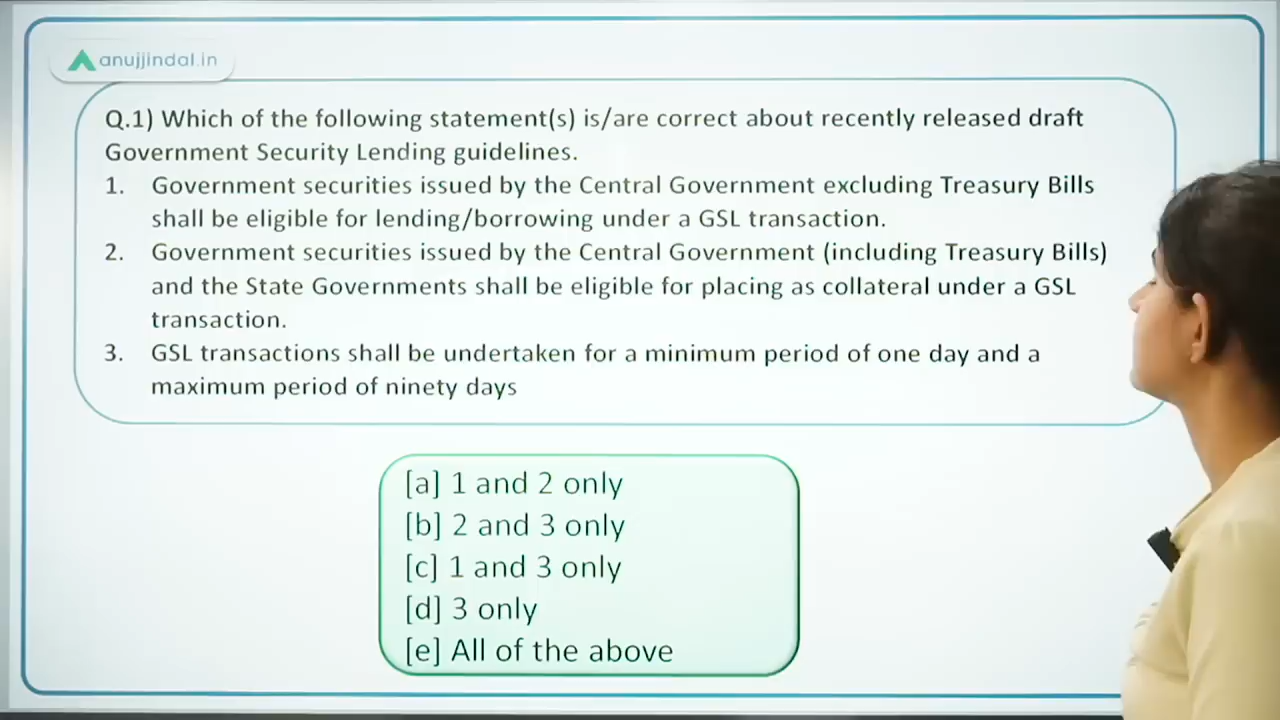 anujjindal.in
Q.1) Which of the following statement(s) is/are correct about recently released draft
Government Security Lending guidelines.
1. Government securities issued by the Central Government excluding Treasury Bills
shall be eligible for lending/borrowing under a GSL transaction.
2. Government securities issued by the Central Government (including Treasury Bills)
and the State Governments shall be eligible for placing as collateral under a GSL
transaction.
3. GSL transactions shall be undertaken for a minimum period of one day and a
maximum period of ninety days
[a] 1 and 2 only
[b] 2 and 3 only
[c] 1 and 3 only
[d] 3 only
[e] All of the above